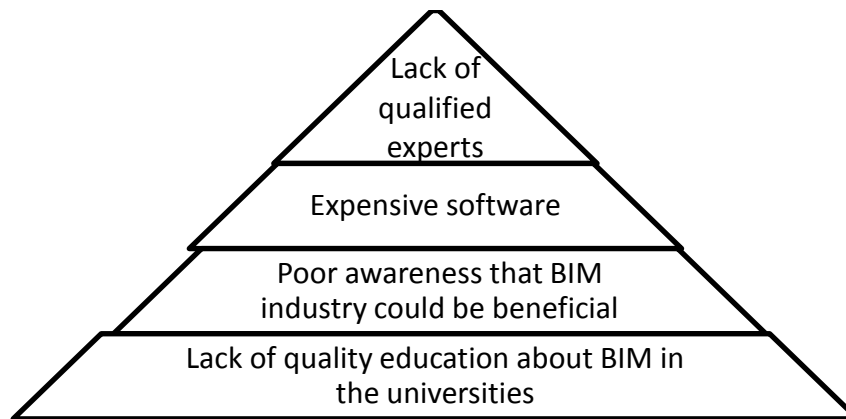 Lack of
qualified
experts
Expensive software
Poor awareness that BIM
industry could be beneficial
Lack of quality education about BIM in
the universities